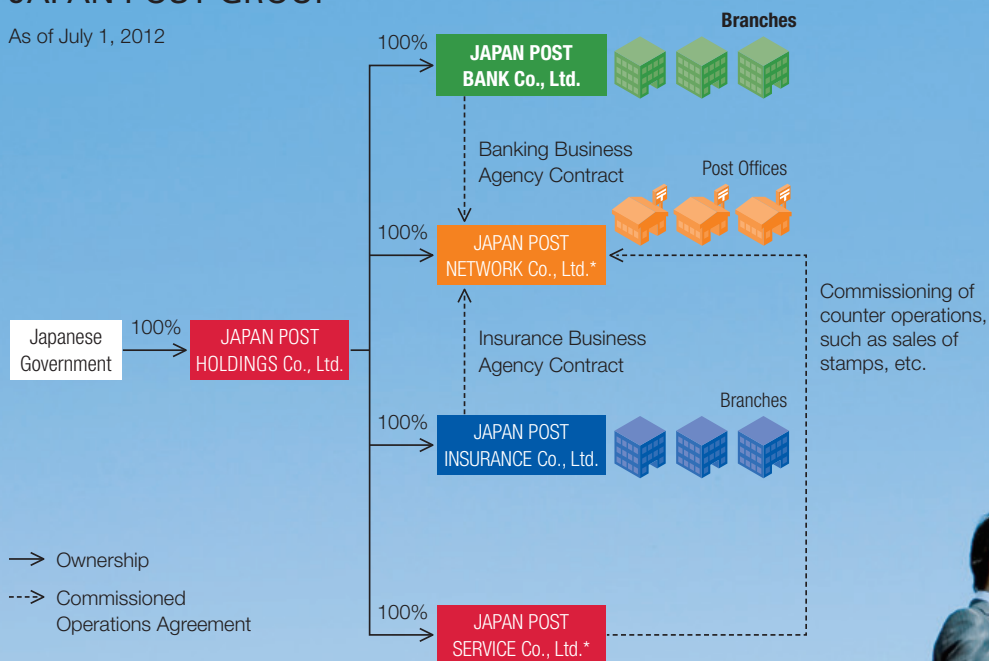 JAPAN POST GROUP
As of July 1, 2012
Branches
100%
JAPAN POST
BANK Co., Ltd.
Banking Business
Agency Contract
Post Offices
100%
JAPAN POST
NETWORK Co., Ltd.*
Commissioning of
counter operations,
such as sales of
stamps, etc.
Japanese
Government
100%
JAPAN POST
HOLDINGS Co., Ltd.
Insurance Business
Agency Contract
Branches
100%
JAPAN POST
INSURANCE Co., Ltd.
Ownership
Commissioned
Operations Agreement
100%
JAPAN POST
SERVICE Co., Ltd.*